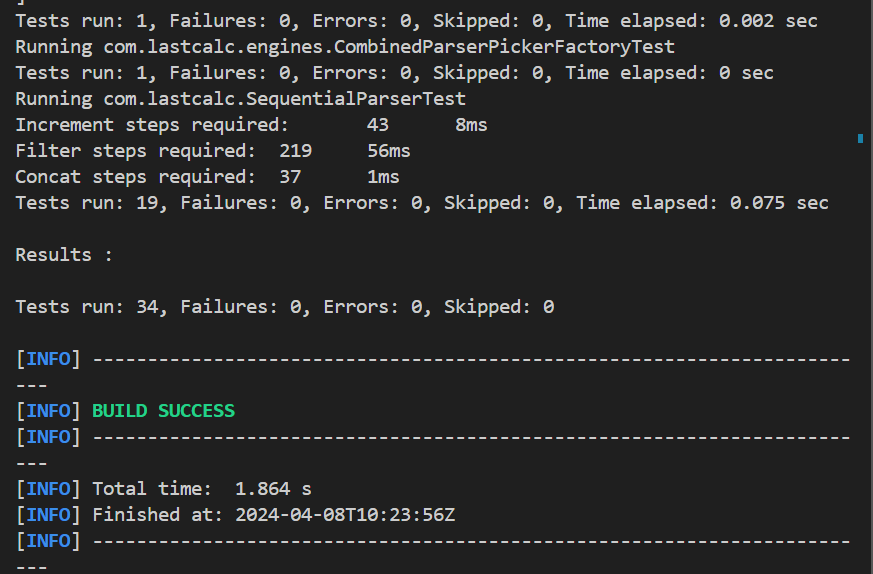 ]
Tests run: 1, Failures: 0, Errors: 0, Skipped: 0, Time elapsed: 0.002 sec
Running com.lastcalc.engines.CombinedParserPickerFactoryTest
Tests run: 1, Failures: 0, Errors: 0, Skipped: 0, Time elapsed: 0 sec
Running com.lastcalc.SequentialParserTest
Increment steps required:       43      8ms
Filter steps required:  219     56ms
Concat steps required:  37      1ms
Tests run: 19, Failures: 0, Errors: 0, Skipped: 0, Time elapsed: 0.075 sec

Results :

Tests run: 34, Failures: 0, Errors: 0, Skipped: 0

[INFO] ---------------------------------------------------------------------
---
[INFO] BUILD SUCCESS
[INFO] ---------------------------------------------------------------------
---
[INFO] Total time:  1.864 s
[INFO] Finished at: 2024-04-08T10:23:56Z
[INFO] ---------------------------------------------------------------------
---